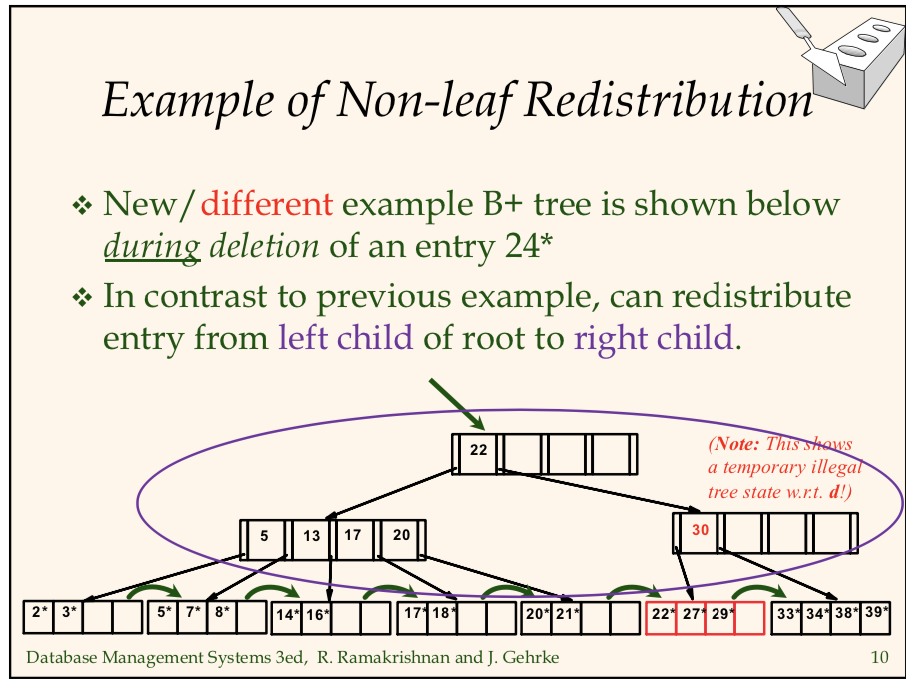 Example of Non-leaf Redistribution
❖ New/different example B+ tree is shown below
during deletion of an entry 24*
❖ In contrast to previous example, can redistribute
entry from left child of root to right child.
22
(Note: This shows
a temporary illegal
tree state w.r.t. d!)
5 13 17 20
30
2* 3* 5* 7* 8* 14* 16* 17* 18* 20* 21* 22* 27* 29* 33* 34* 38* 39*
Database Management Systems 3ed, R. Ramakrishnan and J. Gehrke 10